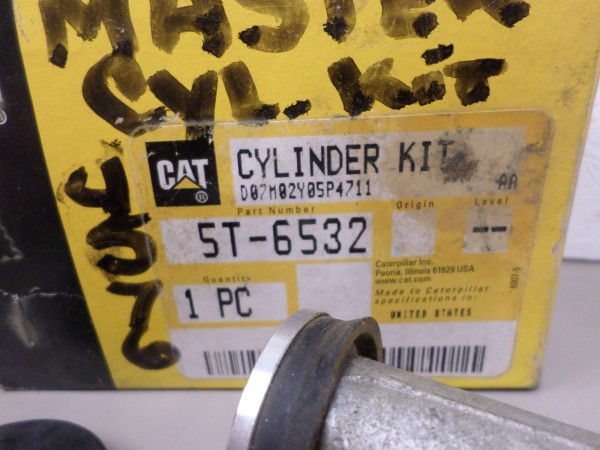 MASTER
CYL. Kit
CAT
®
CYLINDER KIT
D07M02Y05P4711
AA
Part Number
Origin
Level
5T-6532
--
Caterpillar Inc.
Peoria, Illinois 61629 USA
www.cat.com
Quantity
1 PC
Made to Caterpillar
specifications in:
UNITED STATES